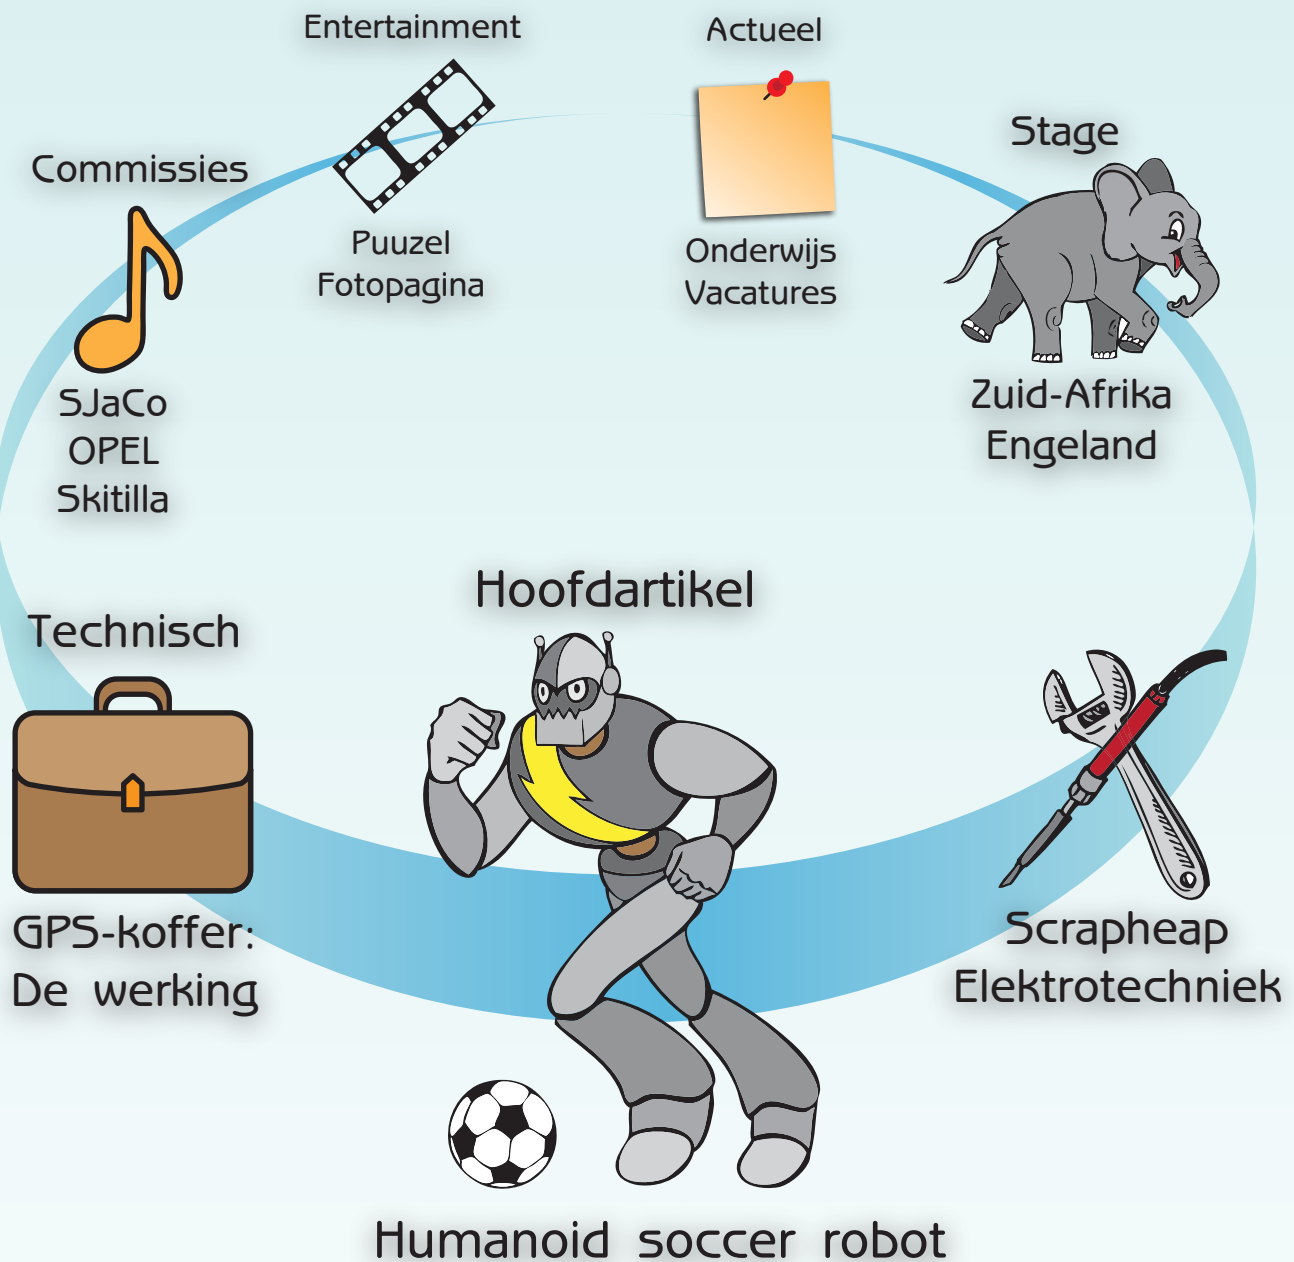 Entertainment
Puuzel
Fotopagina
Actueel
Onderwijs
Vacatures
Stage
Zuid-Afrika
Engeland
Commissies
SJaCo
OPEL
Skitilla
Technisch
GPS-koffer:
De werking
Hoofdartikel
Humanoid soccer robot
Scrapheap
Elektrotechniek